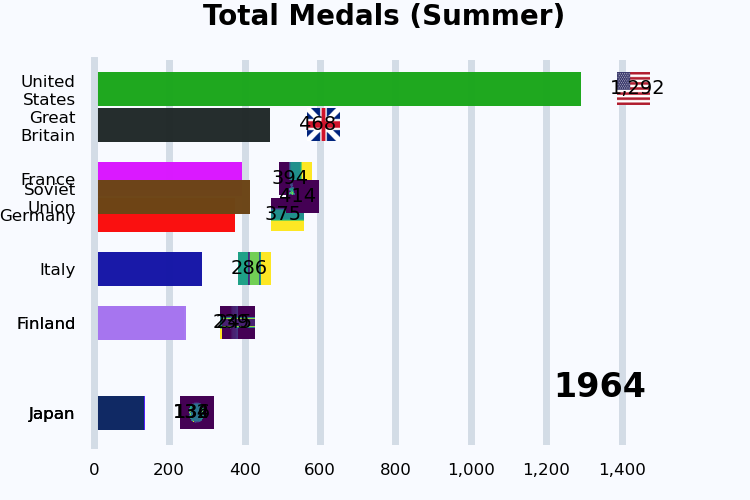 Total Medals (Summer)
United
States
1,292
Great
Britain
468
France
394
Soviet
Union
414
Germany
375
Italy
286
Finland
Japan
1964
0
200
400
600
800
1,000
1,200
1,400